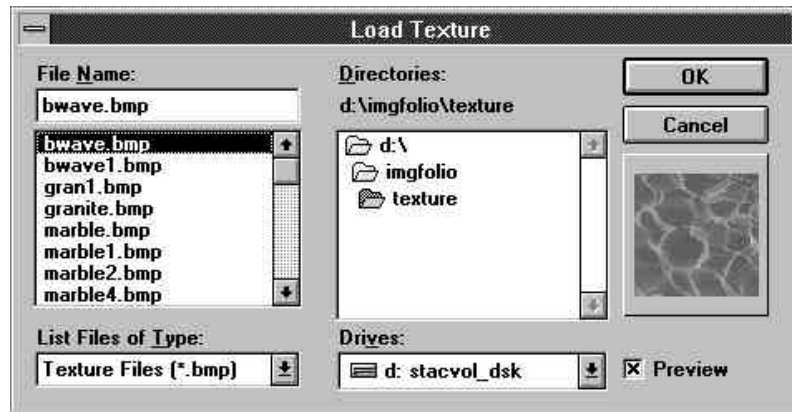 Load Texture
File Name:
bwave.bmp
bwave.bmp
bwave1.bmp
gran1.bmp
granite.bmp
marble.bmp
marble1.bmp
marble2.bmp
marble4.bmp
List Files of Type:
Texture Files (*.bmp)
Directories:
d:\imgfolio\texture
d:\
imgfolio
texture
Drives:
d: stacvol_dsk
OK
Cancel
Preview